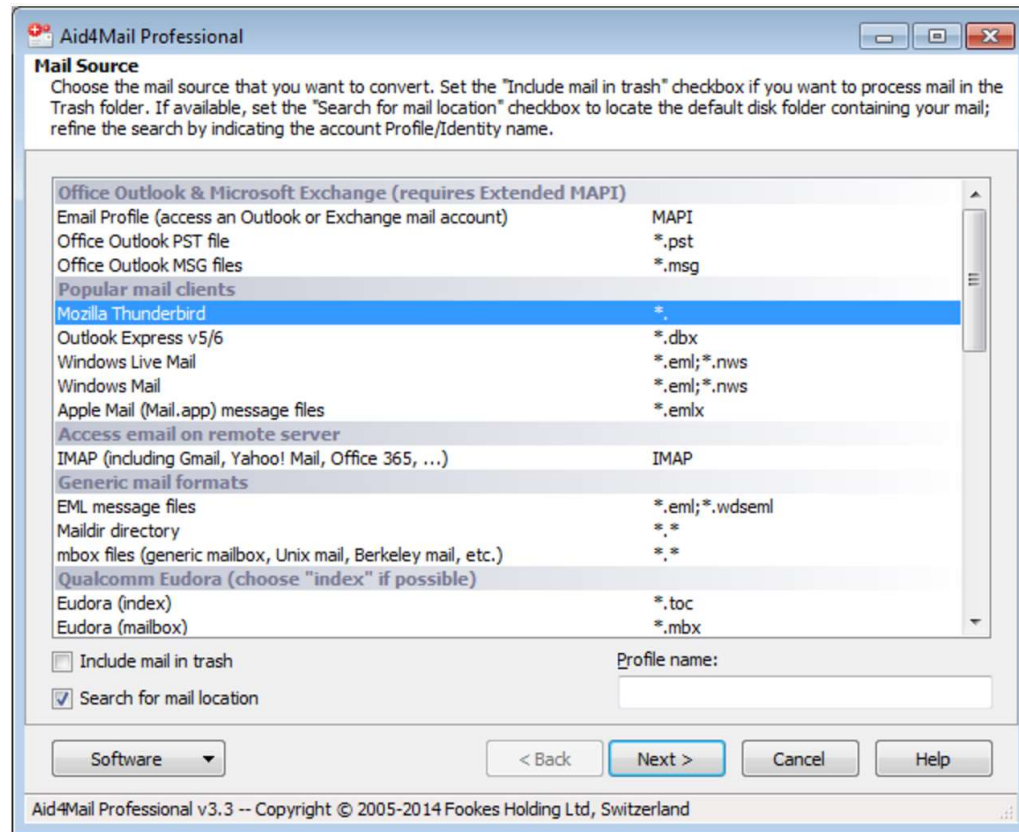 Aid4Mail Professional
Mail Source
Choose the mail source that you want to convert. Set the "Include mail in trash" checkbox if you want to process mail in the
Trash folder. If available, set the "Search for mail location" checkbox to locate the default disk folder containing your mail;
refine the search by indicating the account Profile/Identity name.
Office Outlook & Microsoft Exchange (requires Extended MAPI)
Email Profile (access an Outlook or Exchange mail account) MAPI
Office Outlook PST file *.pst
Office Outlook MSG files *.msg
Popular mail clients
Mozilla Thunderbird *.
Outlook Express v5/6 *.dbx
Windows Live Mail *.eml;*.nws
Windows Mail *.eml;*.nws
Apple Mail (Mail.app) message files *.emlx
Access email on remote server
IMAP (including Gmail, Yahoo! Mail, Office 365, ...) IMAP
Generic mail formats
EML message files *.eml;*.wdseml
Maildir directory *.*
mbox files (generic mailbox, Unix mail, Berkeley mail, etc.) *.*
Qualcomm Eudora (choose "index" if possible)
Eudora (index) *.toc
Eudora (mailbox) *.mbx
Include mail in trash Profile name:
Search for mail location
Software < Back Next > Cancel Help
Aid4Mail Professional v3.3 -- Copyright © 2005-2014 Fookes Holding Ltd, Switzerland